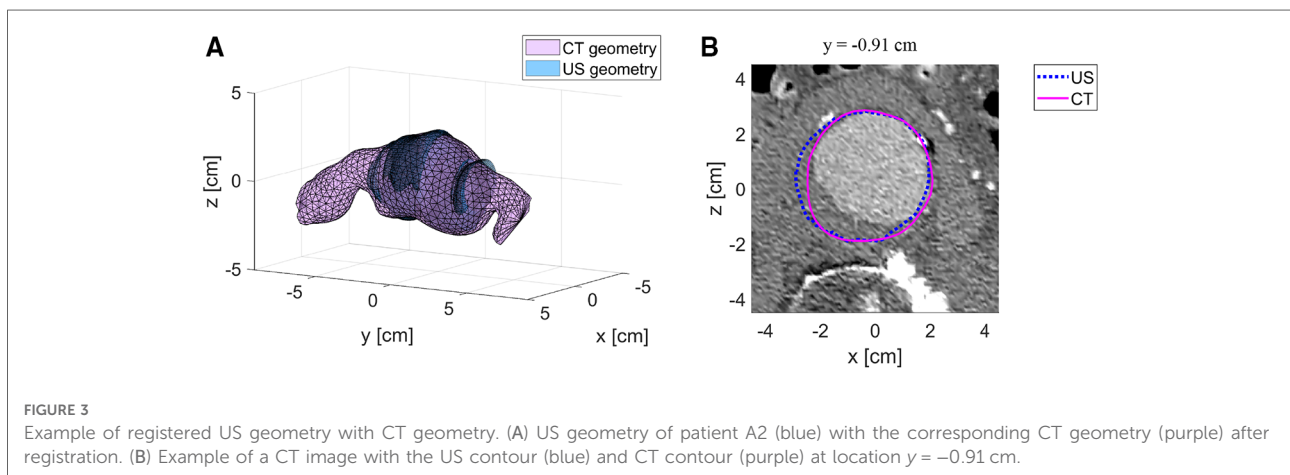 A
CT geometry
US geometry
5
0
-5
z [cm]
-5
0
5
y [cm]
5
0
-5
x [cm]
B
y = -0.91 cm
US
CT
4
2
0
-2
-4
z [cm]
-4 -2 0 2 4
x [cm]
FIGURE 3
Example of registered US geometry with CT geometry. (A) US geometry of patient A2 (blue) with the corresponding CT geometry (purple) after
registration. (B) Example of a CT image with the US contour (blue) and CT contour (purple) at location y = −0.91 cm.